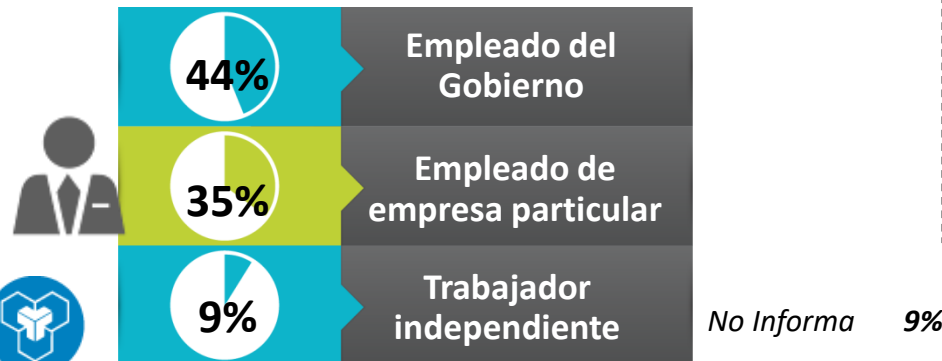 44%
Empleado del
Gobierno
35%
Empleado de
empresa particular
9%
Trabajador
independiente
No Informa 9%